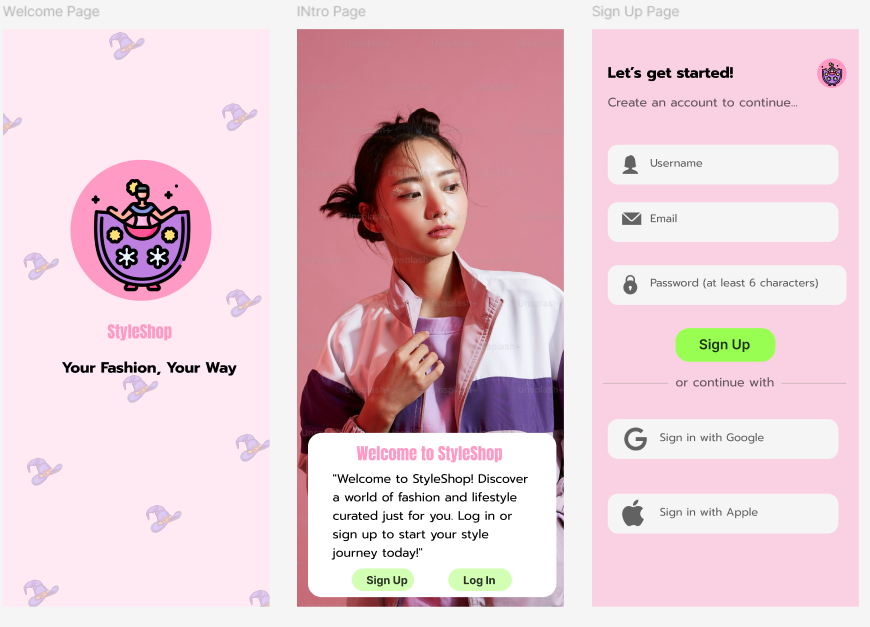 Welcome Page
INtro Page
Sign Up Page
StyleShop
Your Fashion, Your Way
Welcome to StyleShop
"Welcome to StyleShop! Discover
a world of fashion and lifestyle
curated just for you. Log in or
sign up to start your style
journey today!"
Sign Up
Log In
Let's get started!
Create an account to continue...
Username
Email
Password (at least 6 characters)
Sign Up
or continue with
Sign in with Google
Sign in with Apple